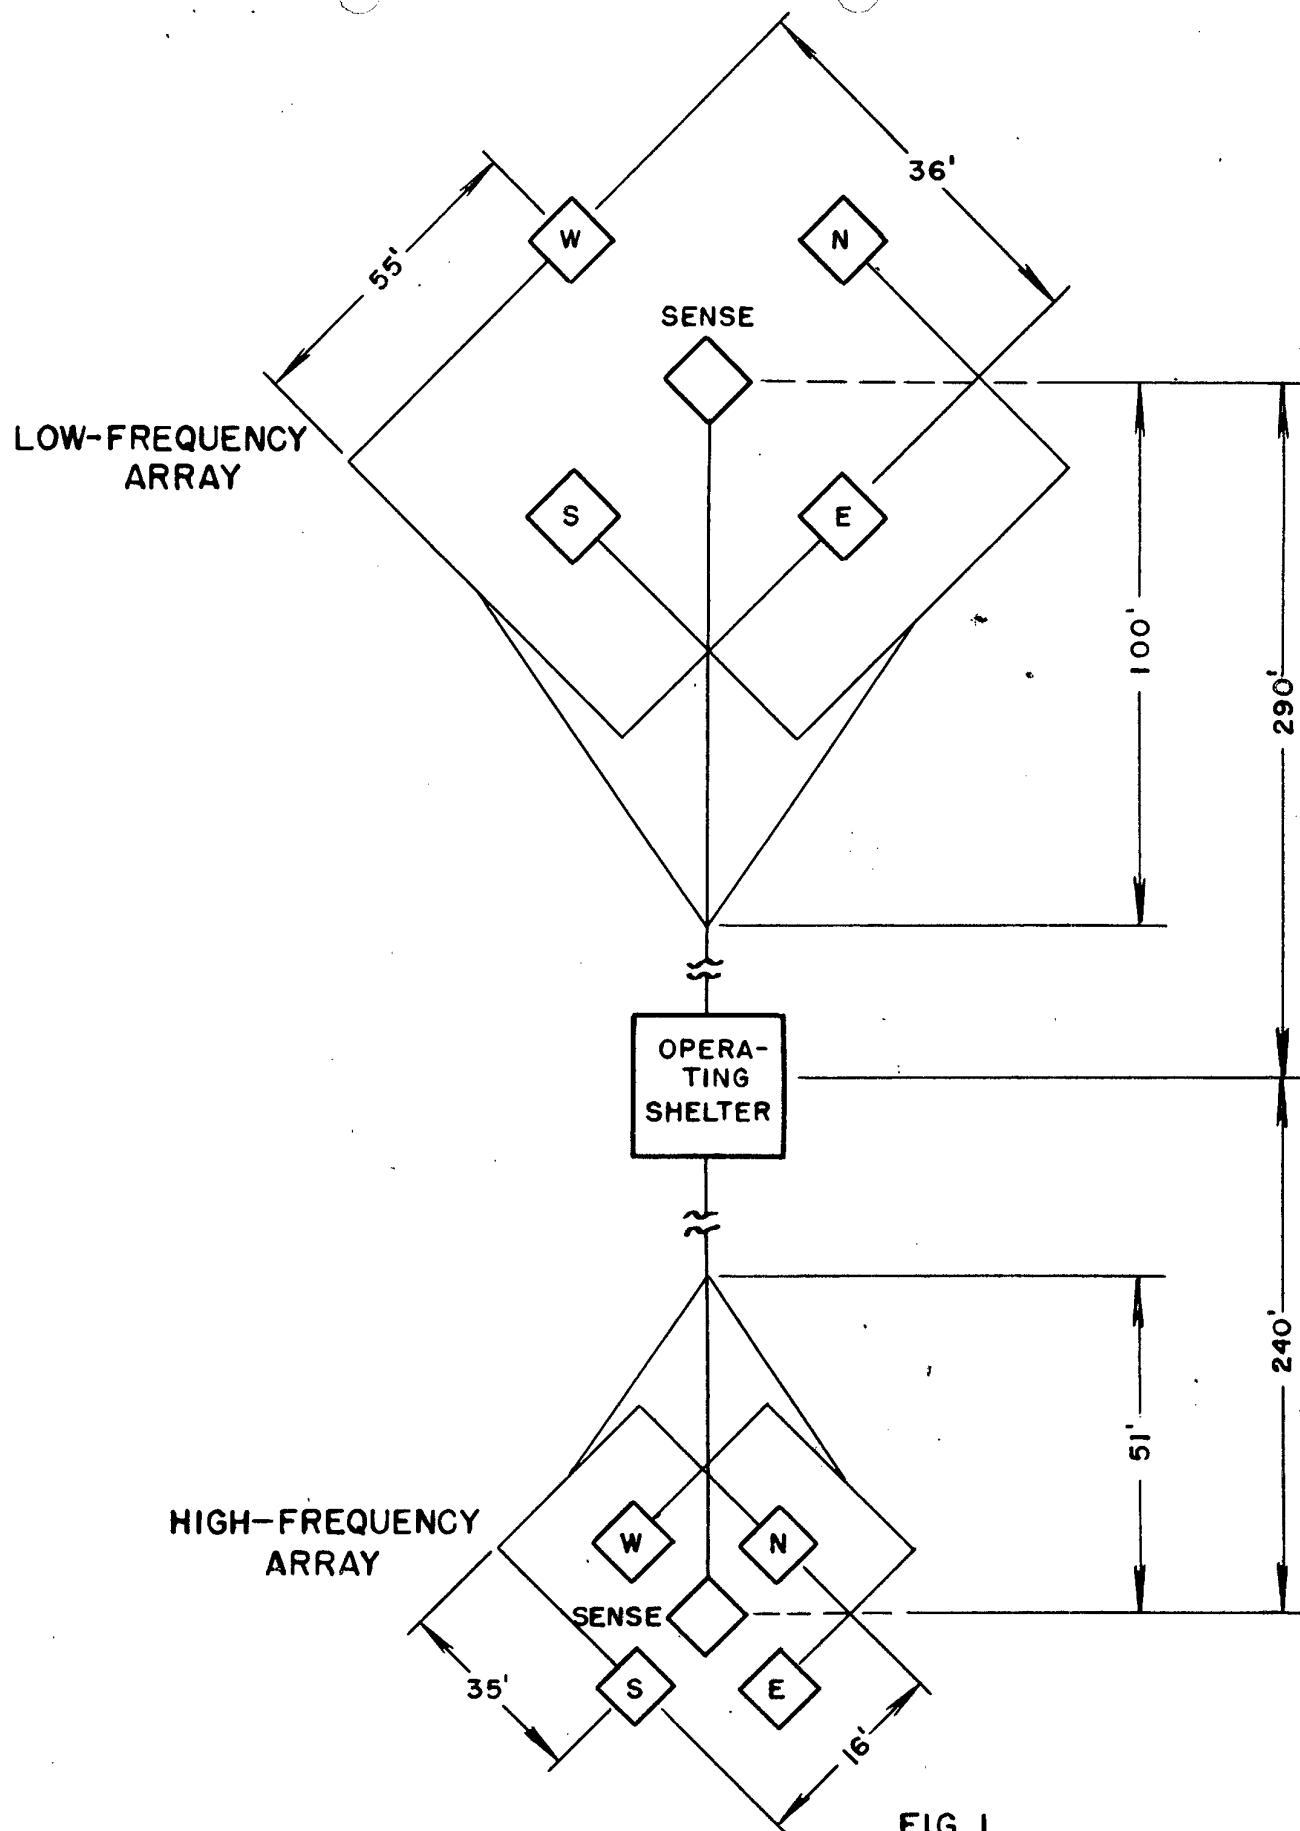 36'
55'
W
N
SENSE
LOW-FREQUENCY
ARRAY
S
E
100'
290'
OPERA-
TING
SHELTER
240'
51'
HIGH-FREQUENCY
ARRAY
W
N
SENSE
35'
S
E
16'
FIG. I